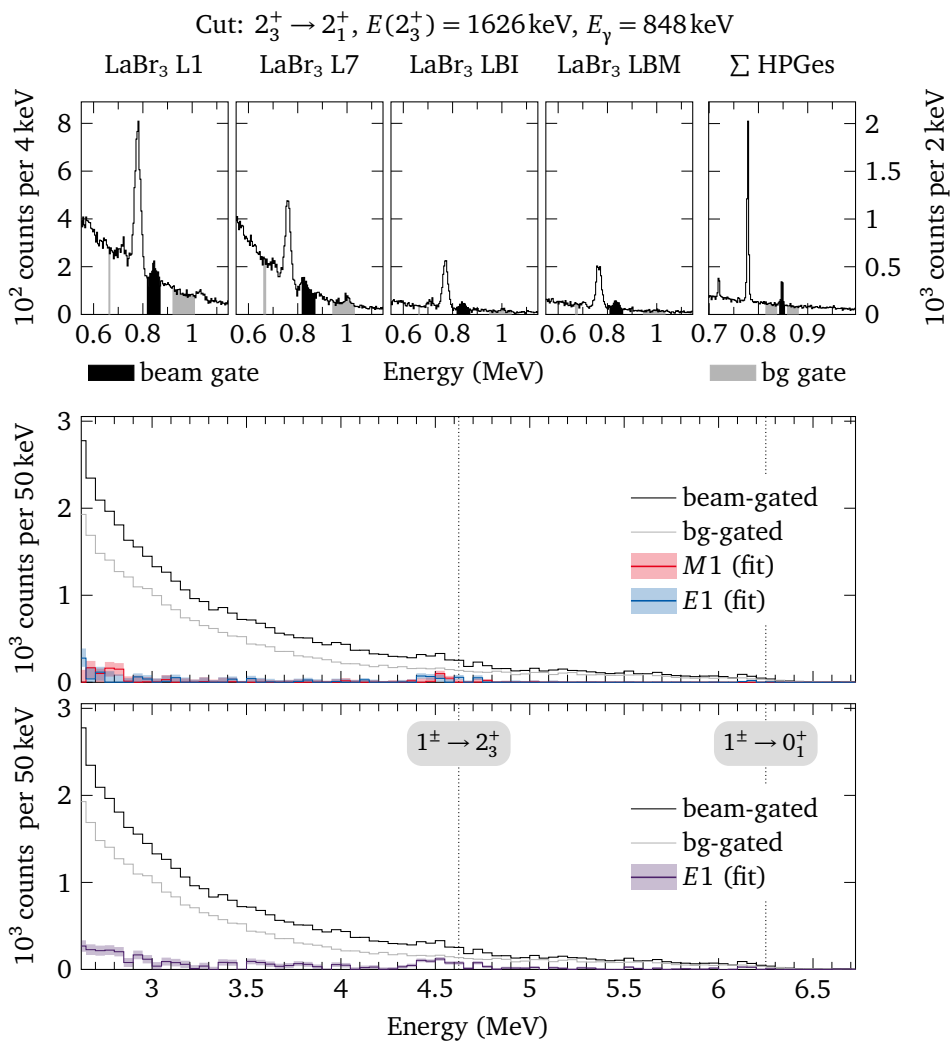 Cut: 2₃⁺ → 2₁⁺, E(2₃⁺) = 1626 keV, E_γ = 848 keV
LaBr₃ L1 LaBr₃ L7 LaBr₃ LBI LaBr₃ LBM ∑ HPGes
10² counts per 4 keV
8
6
4
2
0
2
1.5
1
0.5
0
10³ counts per 2 keV
0.6 0.8 1 0.6 0.8 1 0.6 0.8 1 0.6 0.8 1 0.7 0.8 0.9
beam gate Energy (MeV) bg gate
10³ counts per 50 keV
3
2
1
0
beam-gated
bg-gated
M1 (fit)
E1 (fit)
10³ counts per 50 keV
3
2
1
0
1± → 2₃⁺ 1± → 0₁⁺
beam-gated
bg-gated
E1 (fit)
3 3.5 4 4.5 5 5.5 6 6.5
Energy (MeV)